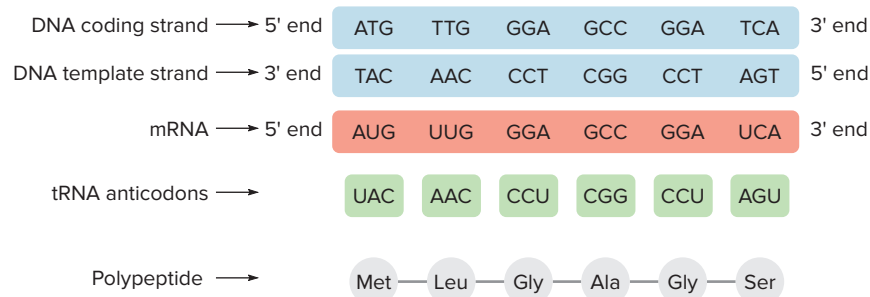 DNA coding strand 5' end ATG TTG GGA GCC GGA TCA 3' end
DNA template strand 3' end TAC AAC CCT CGG CCT AGT 5' end
mRNA 5' end AUG UUG GGA GCC GGA UCA 3' end
tRNA anticodons UAC AAC CCU CGG CCU AGU
Polypeptide Met Leu Gly Ala Gly Ser